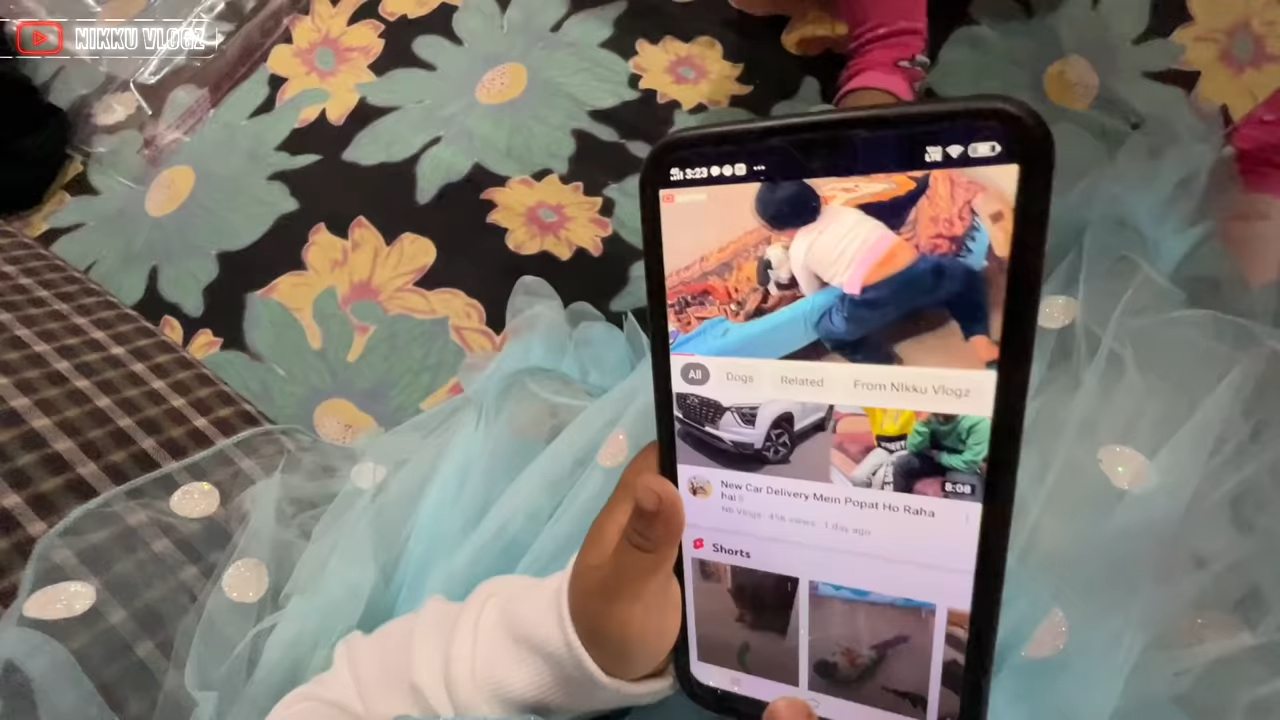 NIKKU VLOGZ
3:23
All Dogs Related From Nikku Vlogz
8:08
New Car Delivery Mein Popat Ho Raha
hai
views · 1 day ago
Shorts